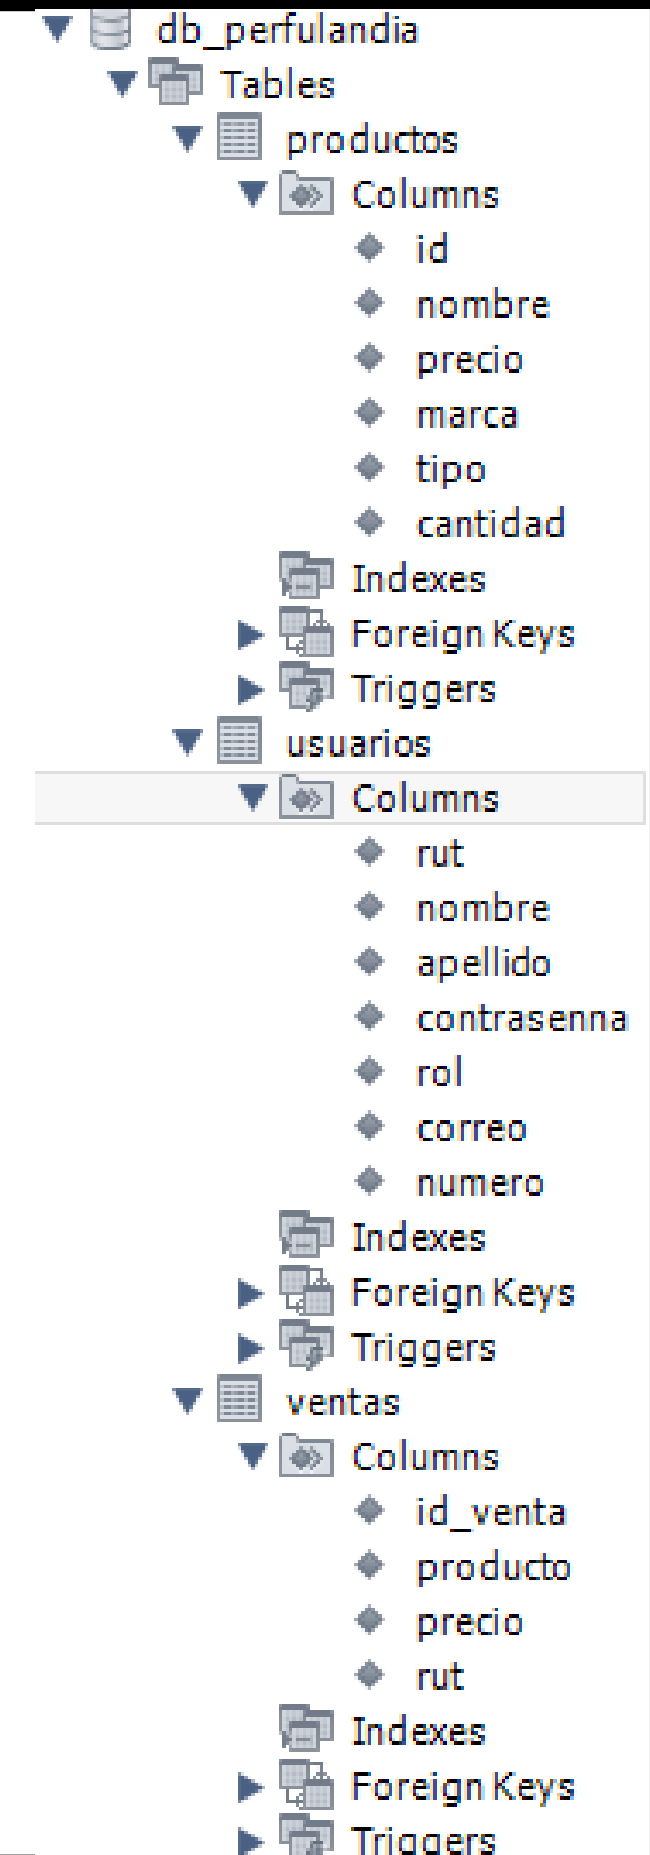 db_perfulandia
Tables
productos
Columns
id
nombre
precio
marca
tipo
cantidad
Indexes
Foreign Keys
Triggers
usuarios
Columns
rut
nombre
apellido
contrasenna
rol
correo
numero
Indexes
Foreign Keys
Triggers
ventas
Columns
id_venta
producto
precio
rut
Indexes
Foreign Keys
Triggers